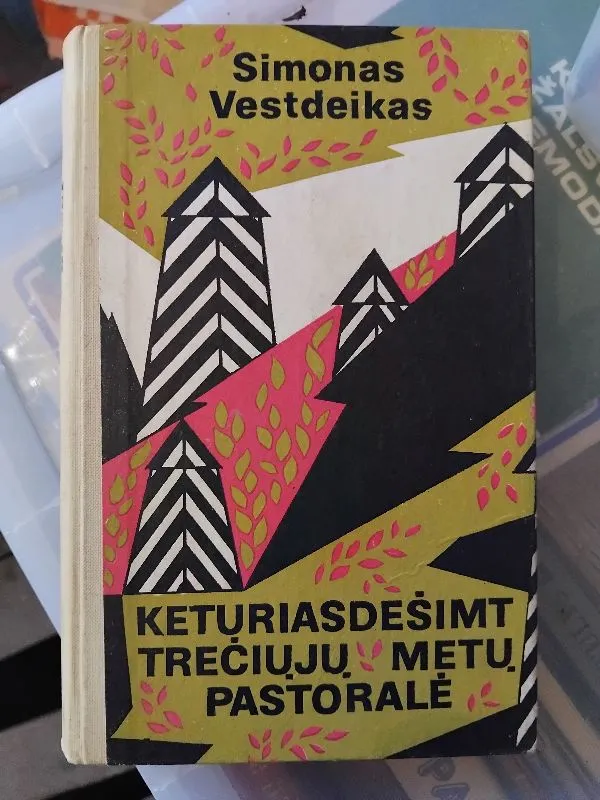 Simonas
Vestdeikas
KETURIASDEŠIMT
TREČIŲJŲ METŲ
PASTORALĖ